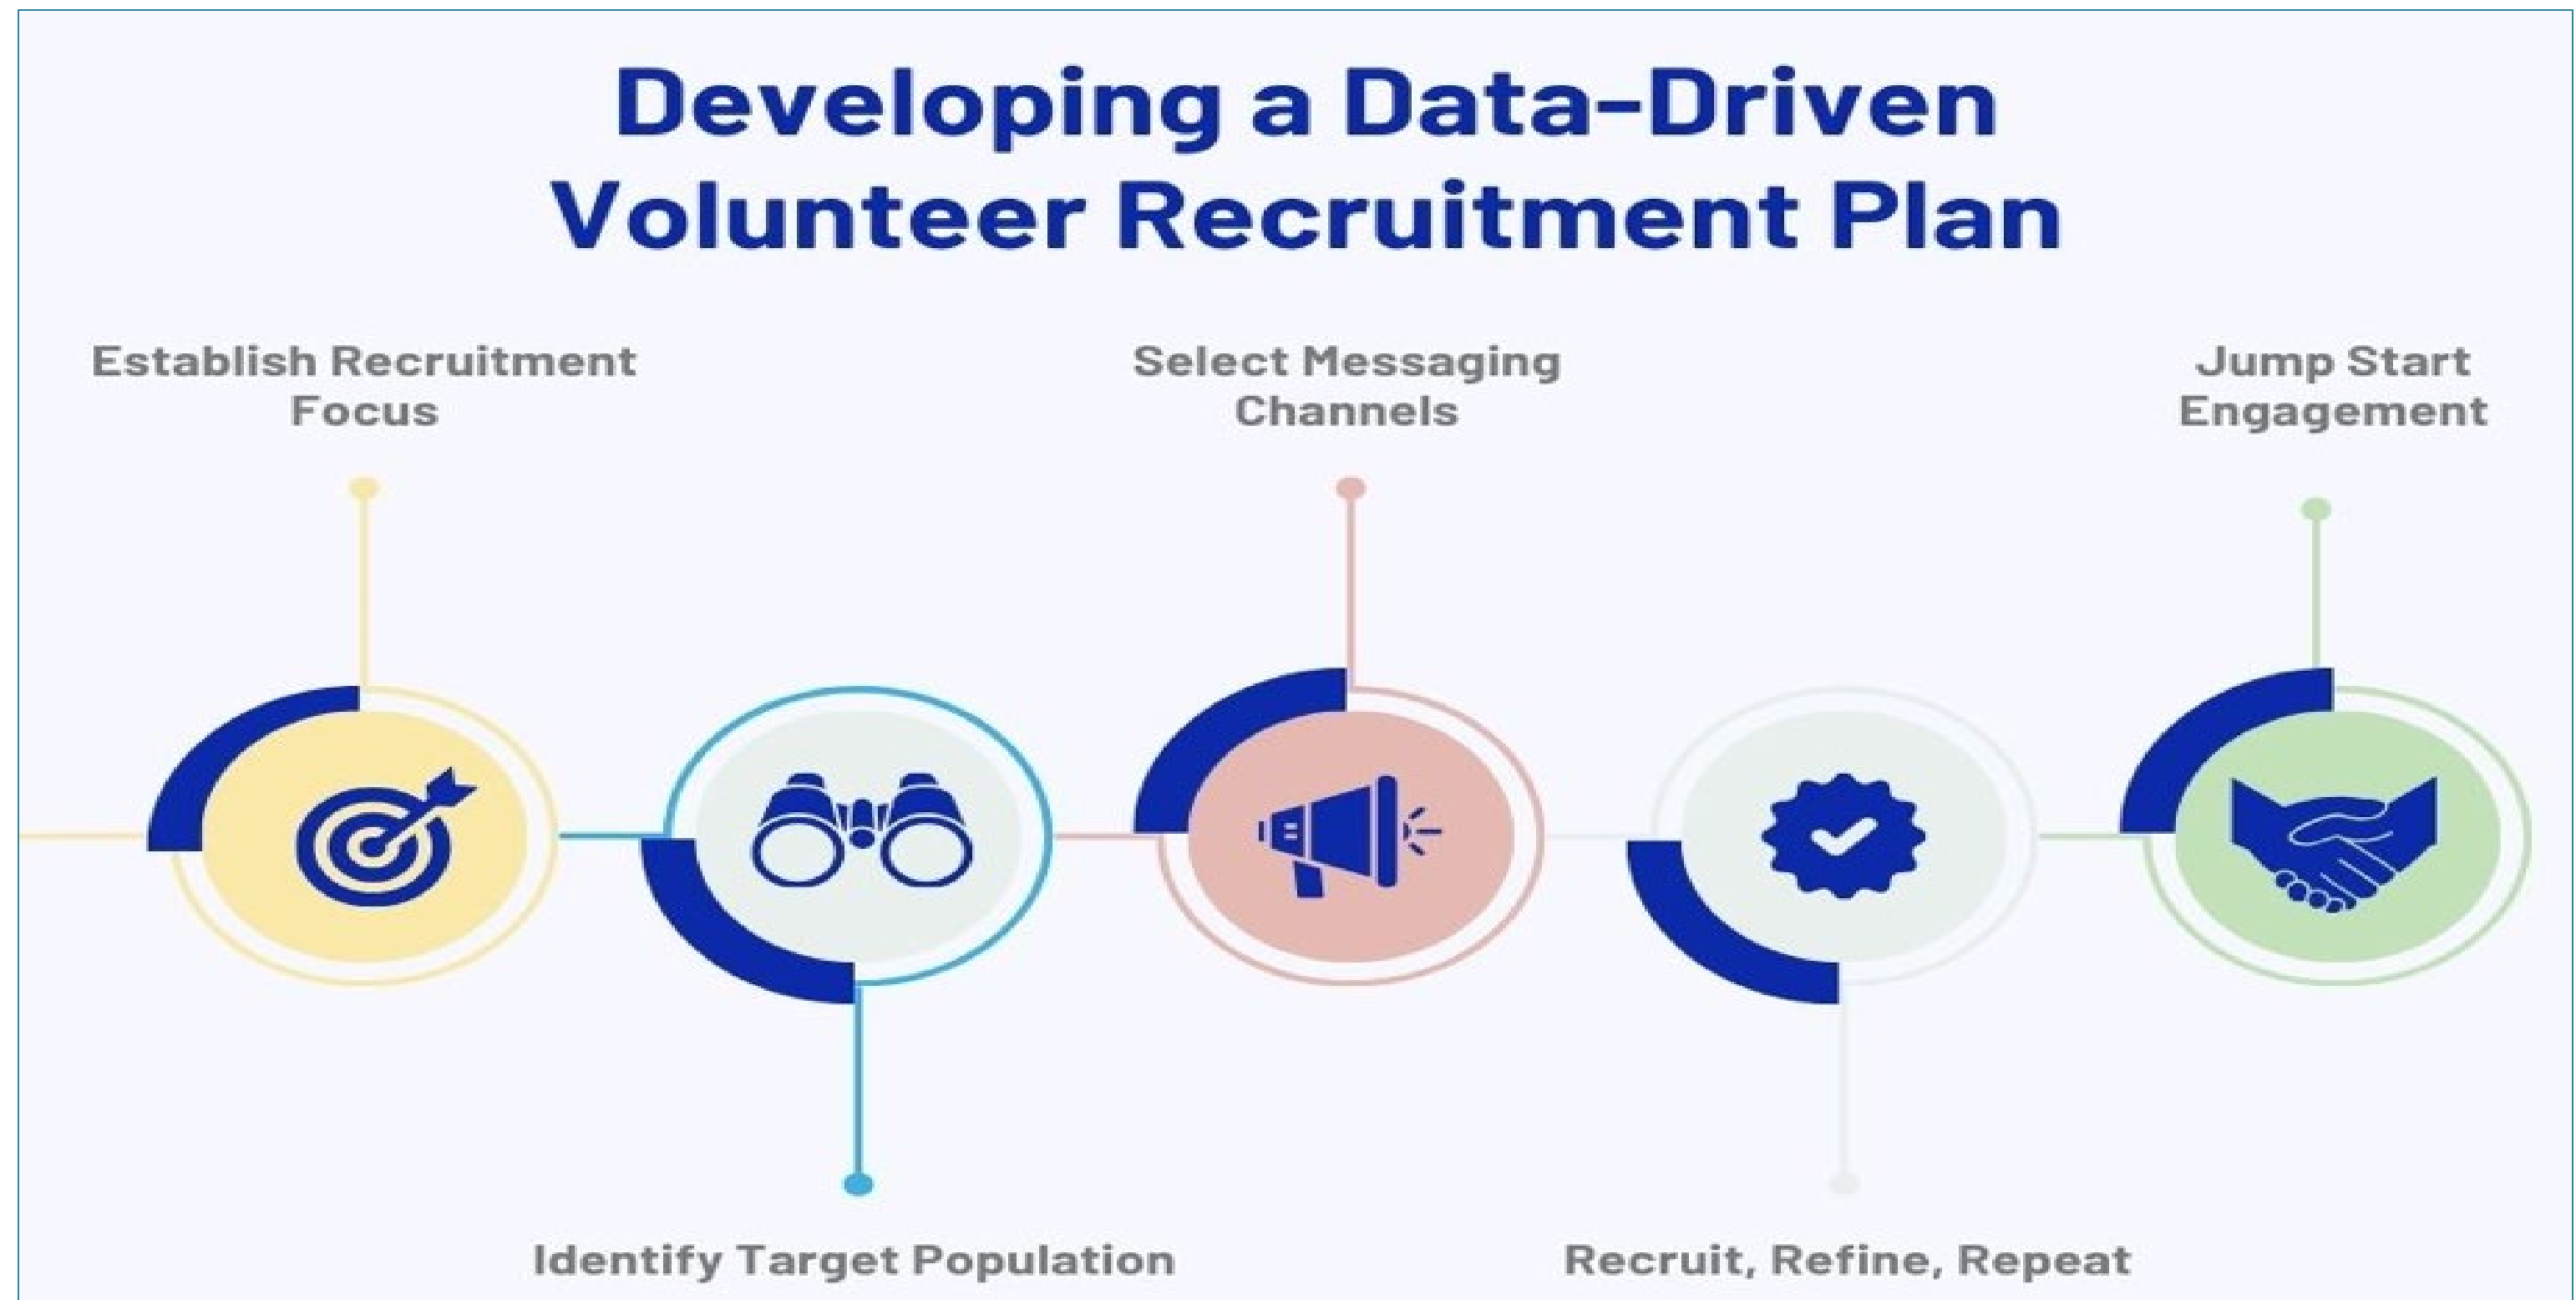 Developing a Data-Driven
Volunteer Recruitment Plan
Establish Recruitment
Focus
Select Messaging
Channels
Jump Start
Engagement
Identify Target Population
Recruit, Refine, Repeat